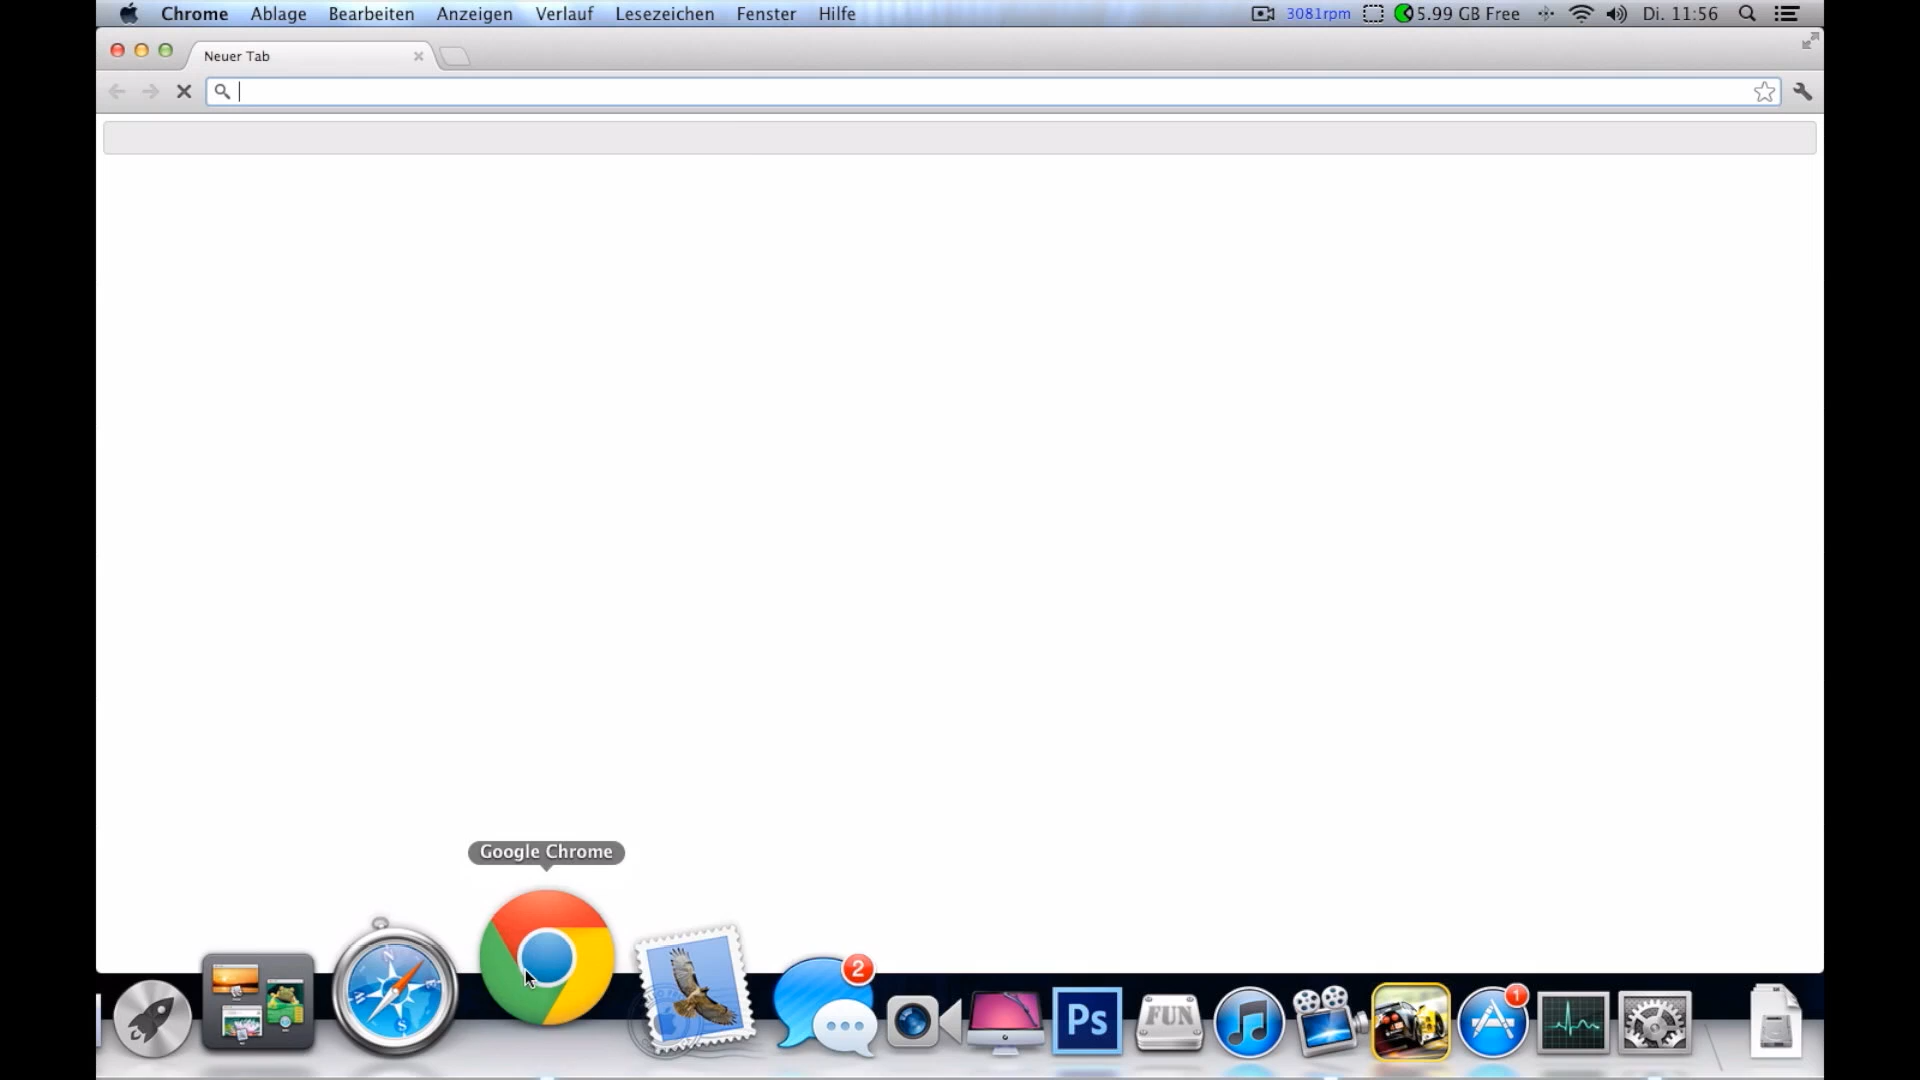 Chrome Ablage Bearbeiten Anzeigen Verlauf Lesezeichen Fenster Hilfe 3081rpm 5.99 GB Free Di. 11:56
Neuer Tab
Google Chrome
2
1
Ps
FUN